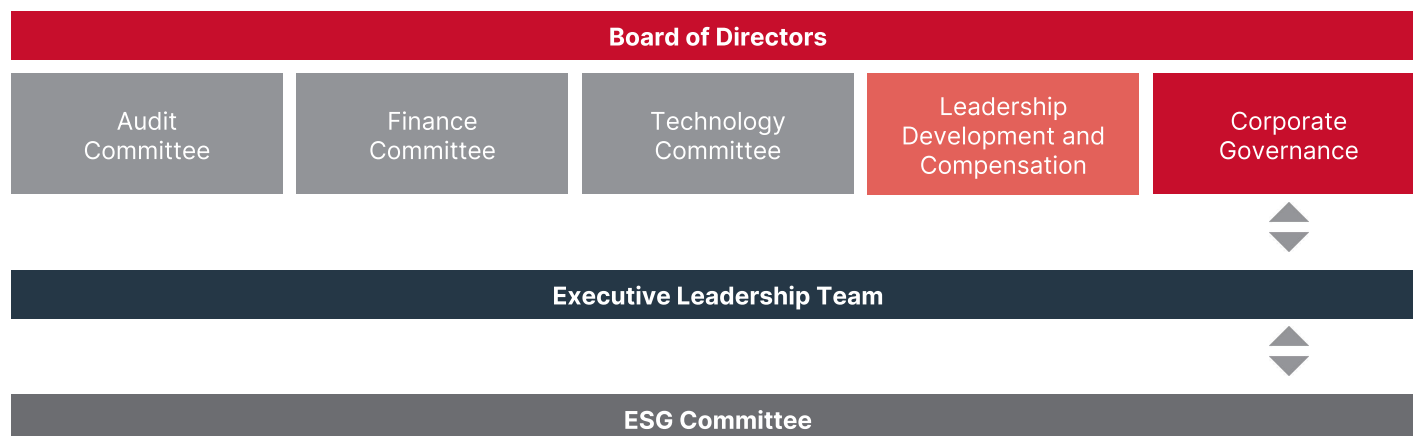 Board of Directors
Audit
Committee
Finance
Committee
Technology
Committee
Leadership
Development and
Compensation
Corporate
Governance
Executive Leadership Team
ESG Committee